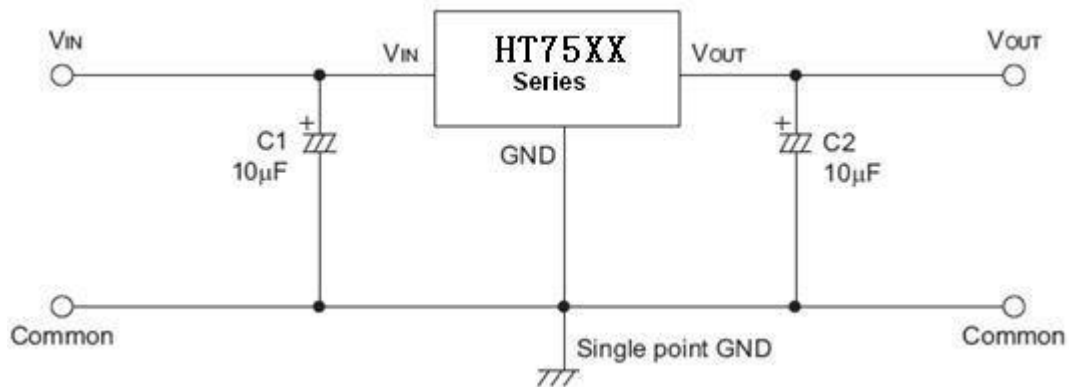 VIN
VIN
HT75XX
Series
VOUT
VOUT
+
C1
10µF
GND
+
C2
10µF
Common
Single point GND
Common